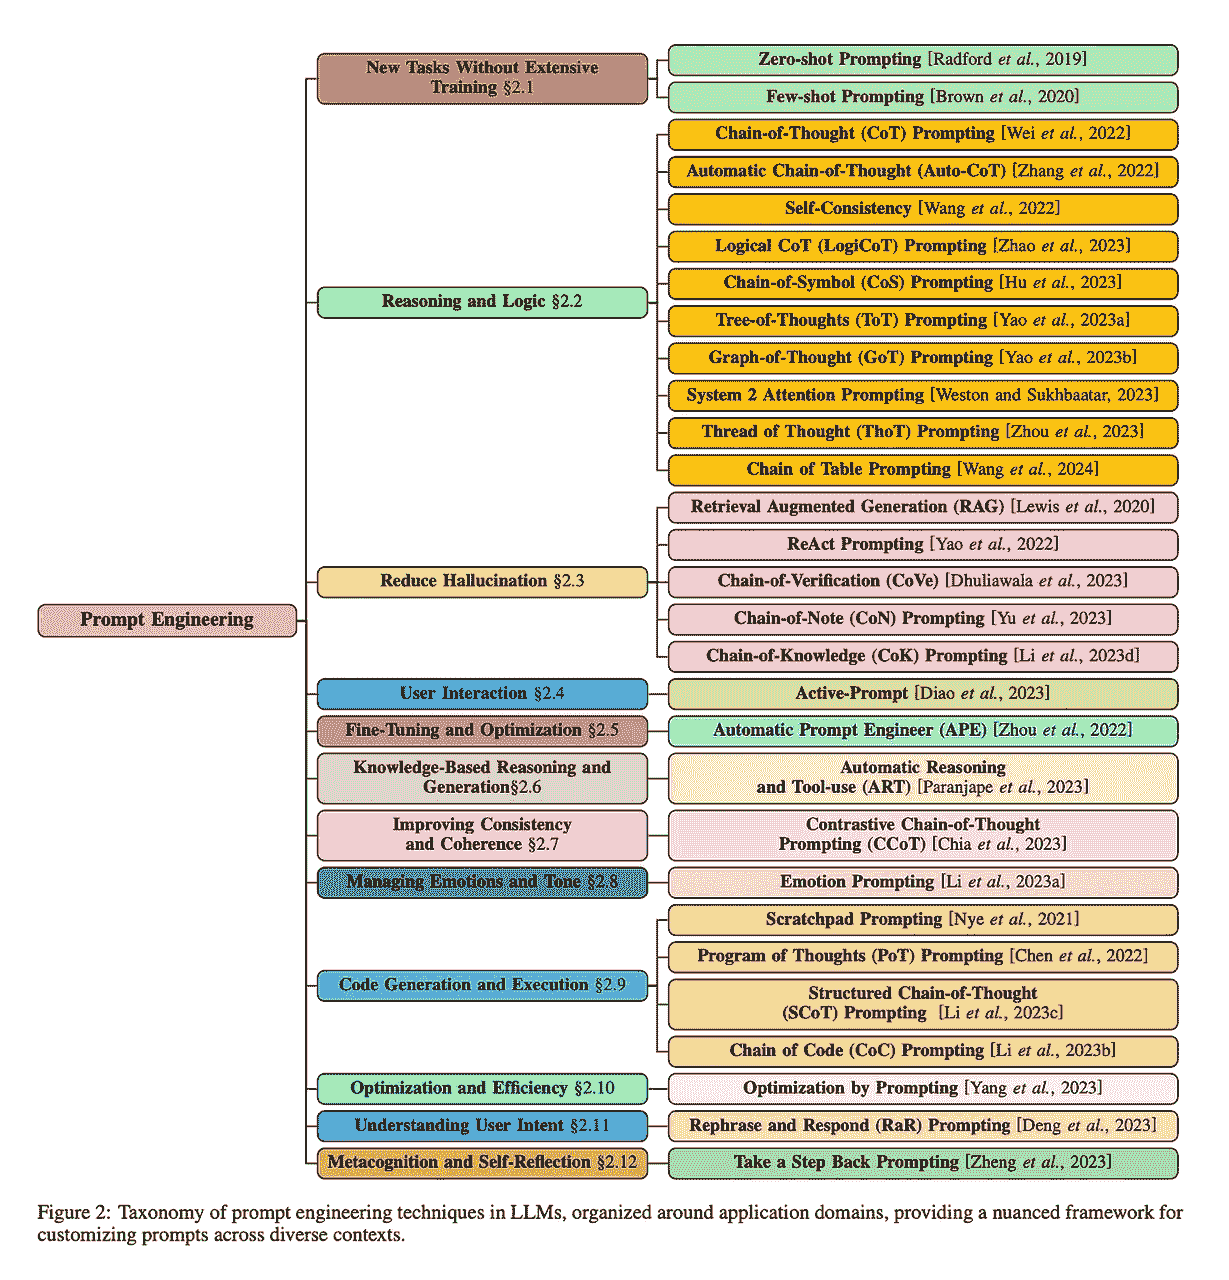 Prompt Engineering
New Tasks Without Extensive
Training §2.1
Zero-shot Prompting [Radford et al., 2019]
Few-shot Prompting [Brown et al., 2020]
Reasoning and Logic §2.2
Chain-of-Thought (CoT) Prompting [Wei et al., 2022]
Automatic Chain-of-Thought (Auto-CoT) [Zhang et al., 2022]
Self-Consistency [Wang et al., 2022]
Logical CoT (LogiCoT) Prompting [Zhao et al., 2023]
Chain-of-Symbol (CoS) Prompting [Hu et al., 2023]
Tree-of-Thoughts (ToT) Prompting [Yao et al., 2023a]
Graph-of-Thought (GoT) Prompting [Yao et al., 2023b]
System 2 Attention Prompting [Weston and Sukhbaatar, 2023]
Thread of Thought (ThoT) Prompting [Zhou et al., 2023]
Chain of Table Prompting [Wang et al., 2024]
Reduce Hallucination §2.3
Retrieval Augmented Generation (RAG) [Lewis et al., 2020]
ReAct Prompting [Yao et al., 2022]
Chain-of-Verification (CoVe) [Dhuliawala et al., 2023]
Chain-of-Note (CoN) Prompting [Yu et al., 2023]
Chain-of-Knowledge (CoK) Prompting [Li et al., 2023d]
User Interaction §2.4
Active-Prompt [Diao et al., 2023]
Fine-Tuning and Optimization §2.5
Automatic Prompt Engineer (APE) [Zhou et al., 2022]
Knowledge-Based Reasoning and
Generation§2.6
Automatic Reasoning
and Tool-use (ART) [Paranjape et al., 2023]
Improving Consistency
and Coherence §2.7
Contrastive Chain-of-Thought
Prompting (CCoT) [Chia et al., 2023]
Managing Emotions and Tone §2.8
Emotion Prompting [Li et al., 2023a]
Code Generation and Execution §2.9
Scratchpad Prompting [Nye et al., 2021]
Program of Thoughts (PoT) Prompting [Chen et al., 2022]
Structured Chain-of-Thought
(SCoT) Prompting [Li et al., 2023c]
Chain of Code (CoC) Prompting [Li et al., 2023b]
Optimization and Efficiency §2.10
Optimization by Prompting [Yang et al., 2023]
Understanding User Intent §2.11
Rephrase and Respond (RaR) Prompting [Deng et al., 2023]
Metacognition and Self-Reflection §2.12
Take a Step Back Prompting [Zheng et al., 2023]
Figure 2: Taxonomy of prompt engineering techniques in LLMs, organized around application domains, providing a nuanced framework for
customizing prompts across diverse contexts.